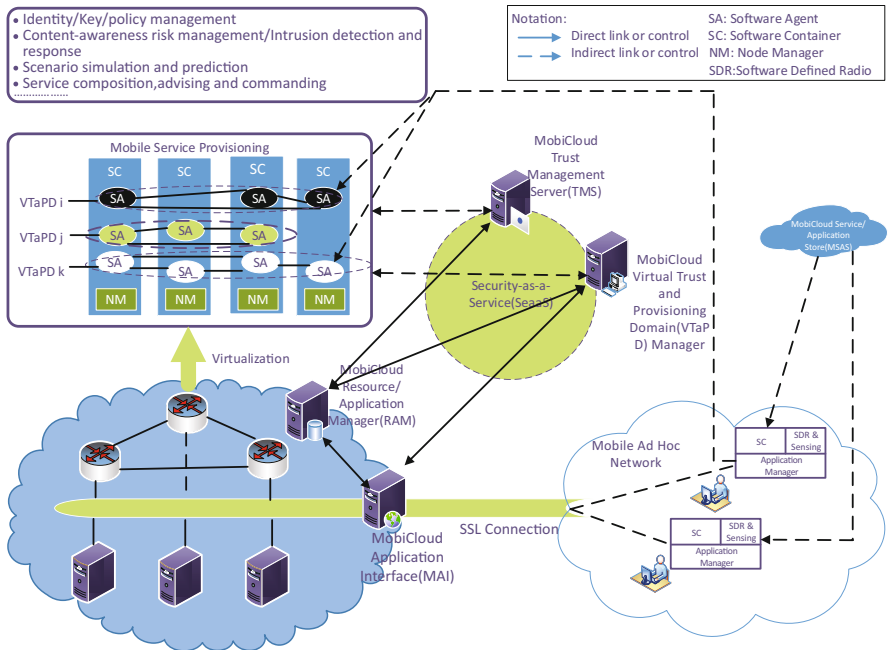 • Identity/Key/policy management
• Content-awareness risk management/Intrusion detection and
response
• Scenario simulation and prediction
• Service composition,advising and commanding
..................
Notation:
Direct link or control
Indirect link or control
SA: Software Agent
SC: Software Container
NM: Node Manager
SDR:Software Defined Radio
Mobile Service Provisioning
SC
SC
SC
SC
VTaPD i
SA
SA
SA
VTaPD j
SA
SA
SA
VTaPD k
SA
SA
SA
SA
NM
NM
NM
NM
MobiCloud
Trust
Management
Server(TMS)
MobiCloud
Virtual Trust
and
Provisioning
Domain(VTaP
D) Manager
Security-as-a-
Service(SeaaS)
MobiCloud Service/
Application
Store(MSAS)
Virtualization
MobiCloud
Resource/
Application
Manager(RAM)
MobiCloud
Application
Interface(MAI)
SSL Connection
Mobile Ad Hoc
Network
SC
SDR &
Sensing
Application
Manager
SC
SDR &
Sensing
Application
Manager